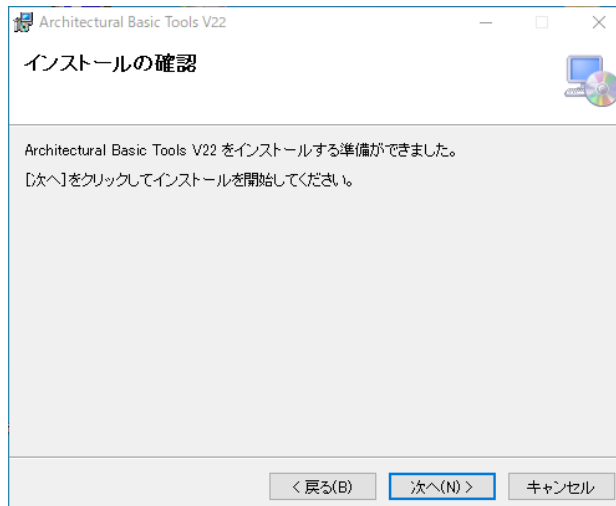 Architectural Basic Tools V22
インストールの確認
Architectural Basic Tools V22 をインストールする準備ができました。
[次へ]をクリックしてインストールを開始してください。
< 戻る(B)
次へ(N) >
キャンセル